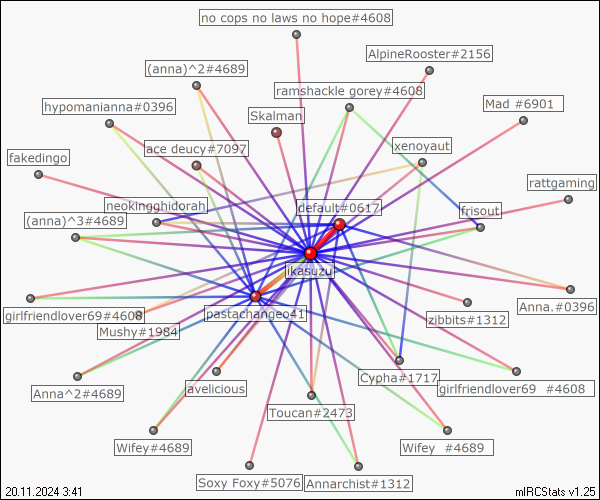 no cops no laws no hope#4608
AlpineRooster#2156
(anna)^2#4689
ramshackle gorey#4608
hypomanianna#0396
Mad #6901
Skalman
ace deucy#7097
xenoyaut
fakedingo
rattgaming
neokingghidorah
default#0617
frisout
(anna)^3#4689
likasuzu
Anna.#0396
girlfriendlover69#4608
pastachangeo41
zibbits#1312
Mushy#1984
Cypha#1717
Anna^2#4689
avelicious
girlfriendlover69 #4608
Toucan#2473
Wifey#4689
Wifey #4689
Soxy Foxy#5076
Annarchist#1312
20.11.2024 3:41
mIRCStats v1.25